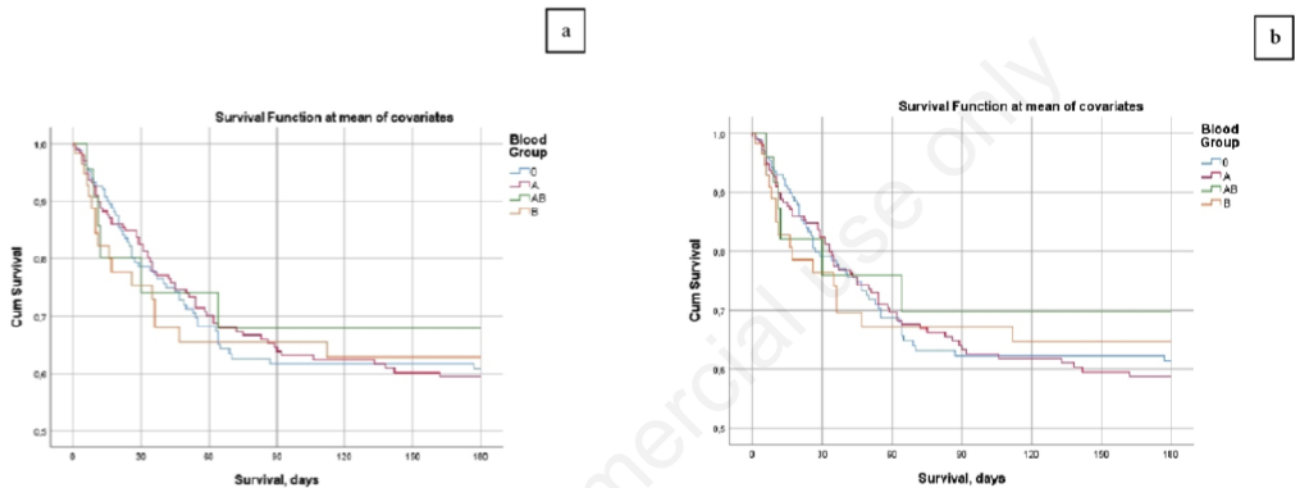 a
Survival Function at mean of covariates
Blood
Group
0
A
AB
B
1,0
0,9
0,8
0,7
0,6
0,5
Cum Survival
0
30
60
90
120
150
180
Survival, days
b
Survival Function at mean of covariates
Blood
Group
0
A
AB
B
1,0
0,9
0,8
0,7
0,6
0,5
Cum Survival
0
30
60
90
120
150
180
Survival, days
mercial use only